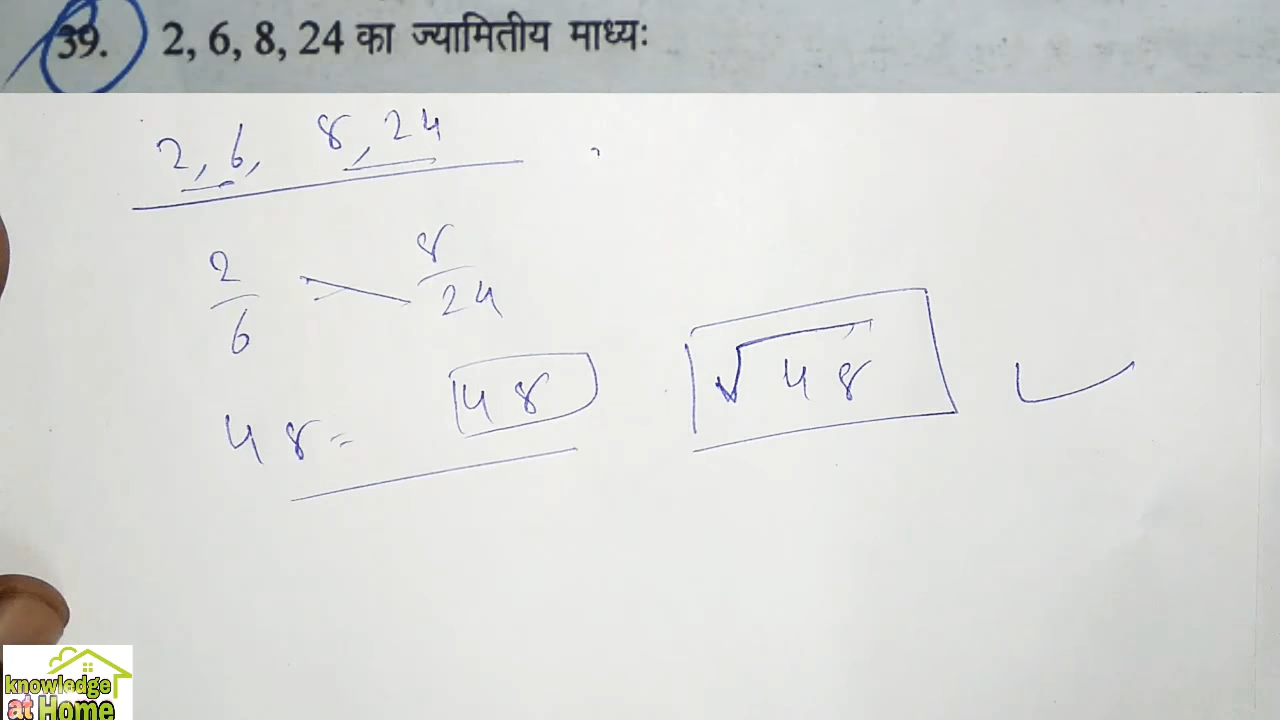 39. 2, 6, 8, 24 का ज्यामितीय माध्यः
2, 6, 8, 24
2 8
6 24
48 = 48 √48
knowledge
at Home